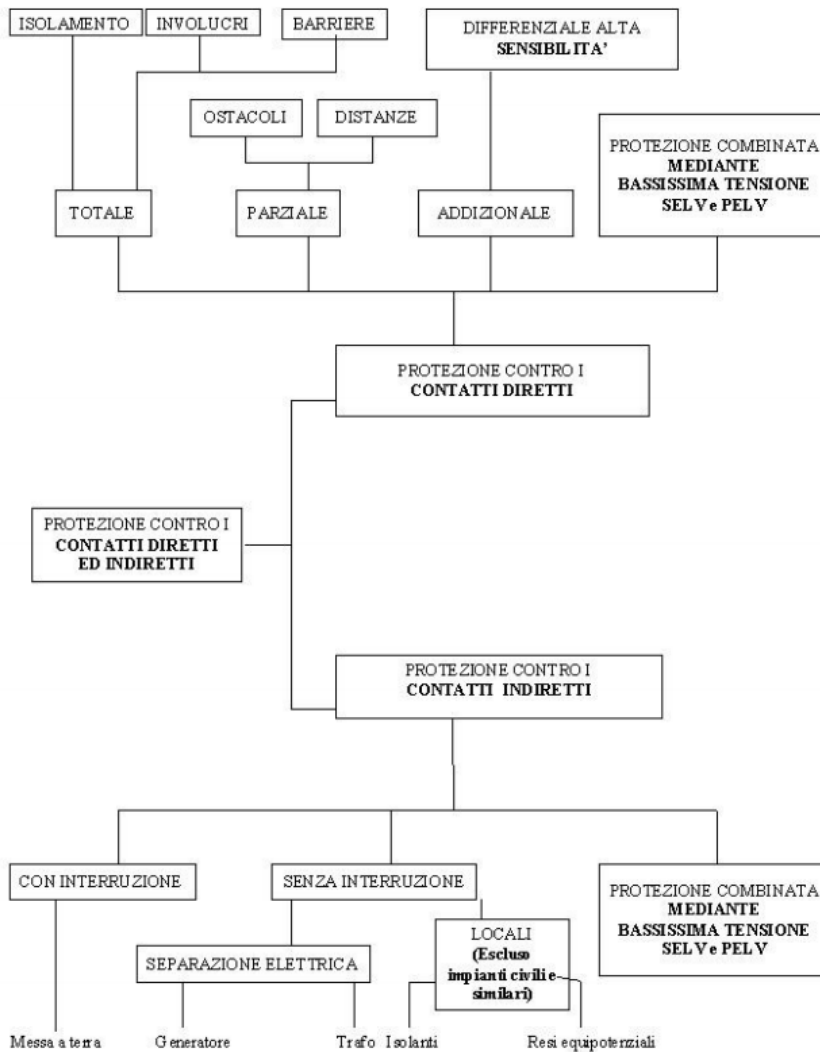 ISOLAMENTO
INVOLUCRI
BARRIERE
DIFFERENZIALE ALTA
SENSIBILITA'
OSTACOLI
DISTANZE
PROTEZIONE COMBINATA
MEDIANTE
BASSISSIMA TENSIONE
SELV e PELV
TOTALE
PARZIALE
ADDIZIONALE
PROTEZIONE CONTRO I
CONTATTI DIRETTI
PROTEZIONE CONTRO I
CONTATTI DIRETTI
ED INDIRETTI
PROTEZIONE CONTRO I
CONTATTI INDIRETTI
CON INTERRUZIONE
SENZA INTERRUZIONE
PROTEZIONE COMBINATA
MEDIANTE
BASSISSIMA TENSIONE
SELV e PELV
SEPARAZIONE ELETTRICA
LOCALI
(Escluso
impianti civili e
similari)
Messa a terra
Generatore
Trafo
Isolanti
Resi equipotenziali